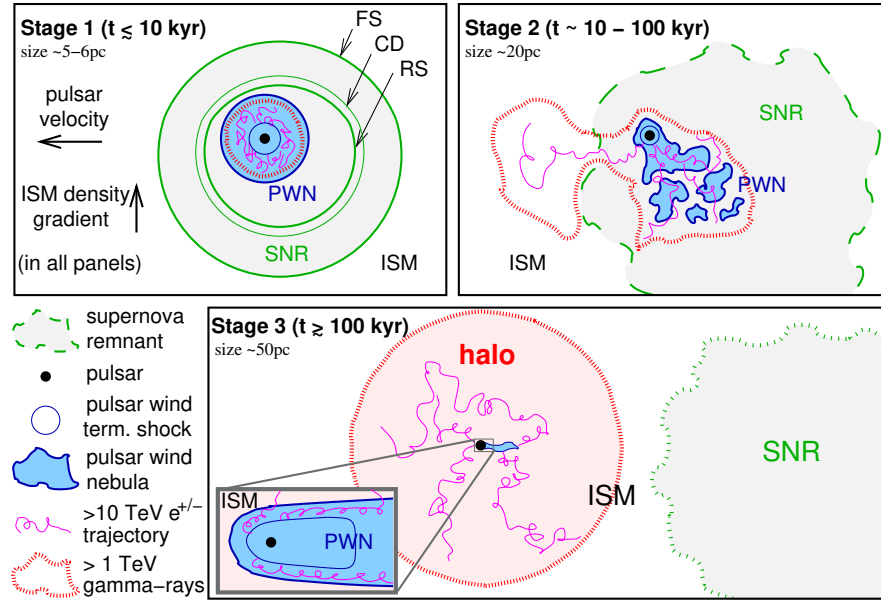 Stage 1 (t ≲ 10 kyr)
size ~5−6pc
FS
CD
RS
pulsar
velocity
ISM density
gradient
(in all panels)
PWN
SNR
ISM
Stage 2 (t ~ 10 − 100 kyr)
size ~20pc
SNR
PWN
ISM
supernova
remnant
pulsar
pulsar wind
term. shock
pulsar wind
nebula
>10 TeV e+/−
trajectory
> 1 TeV
gamma−rays
Stage 3 (t ≳ 100 kyr)
size ~50pc
halo
ISM
SNR
ISM
PWN